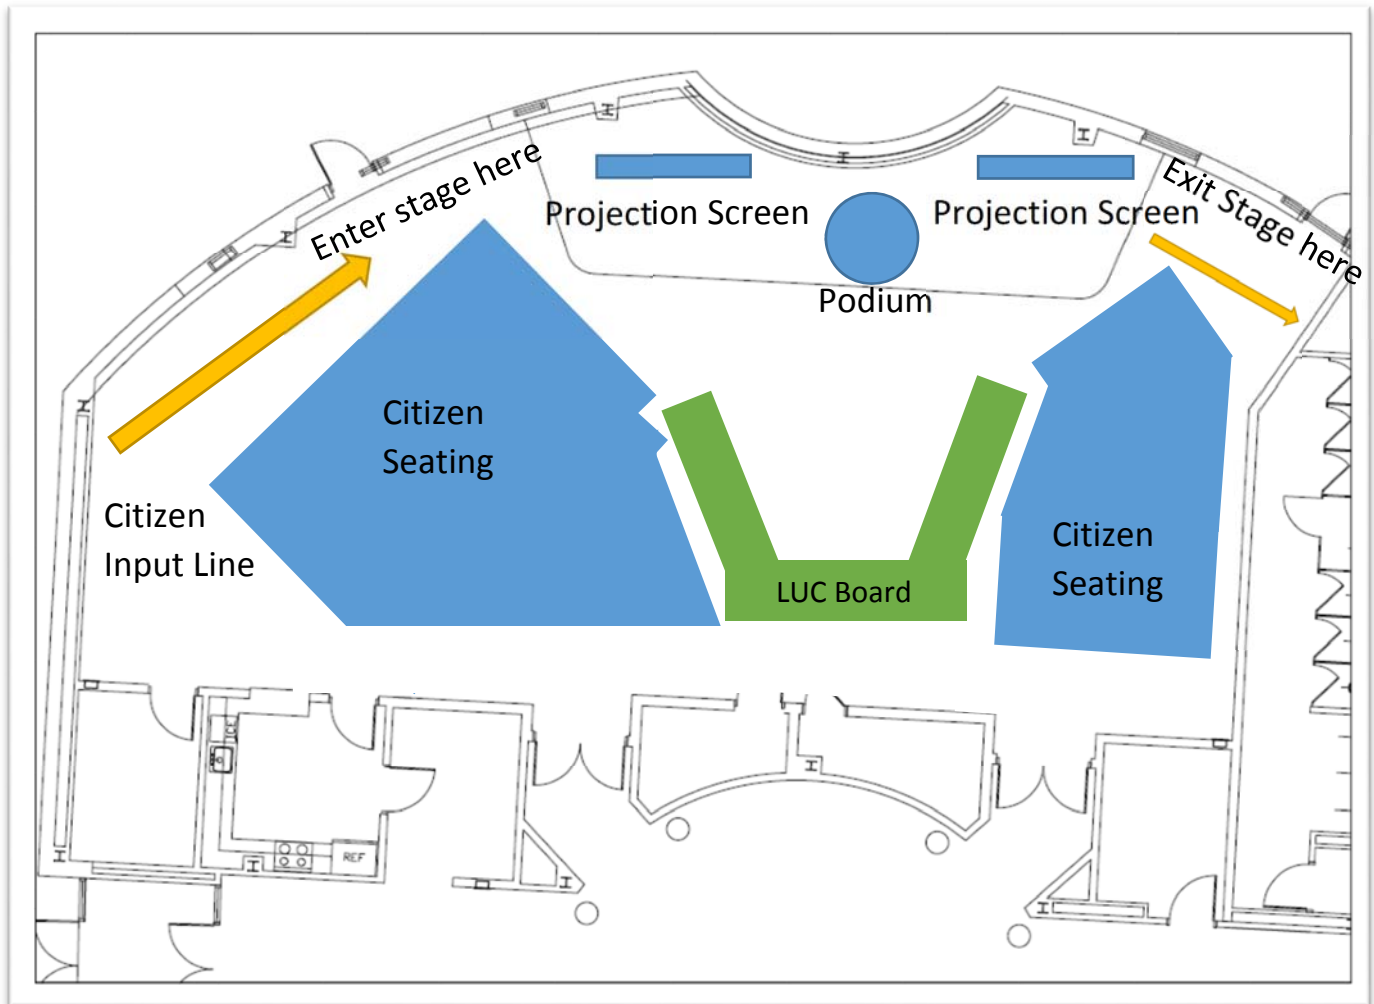 Enter stage here
Exit Stage here
Projection Screen
Projection Screen
Podium
Citizen
Seating
Citizen
Input Line
Citizen
Seating
LUC Board
REF